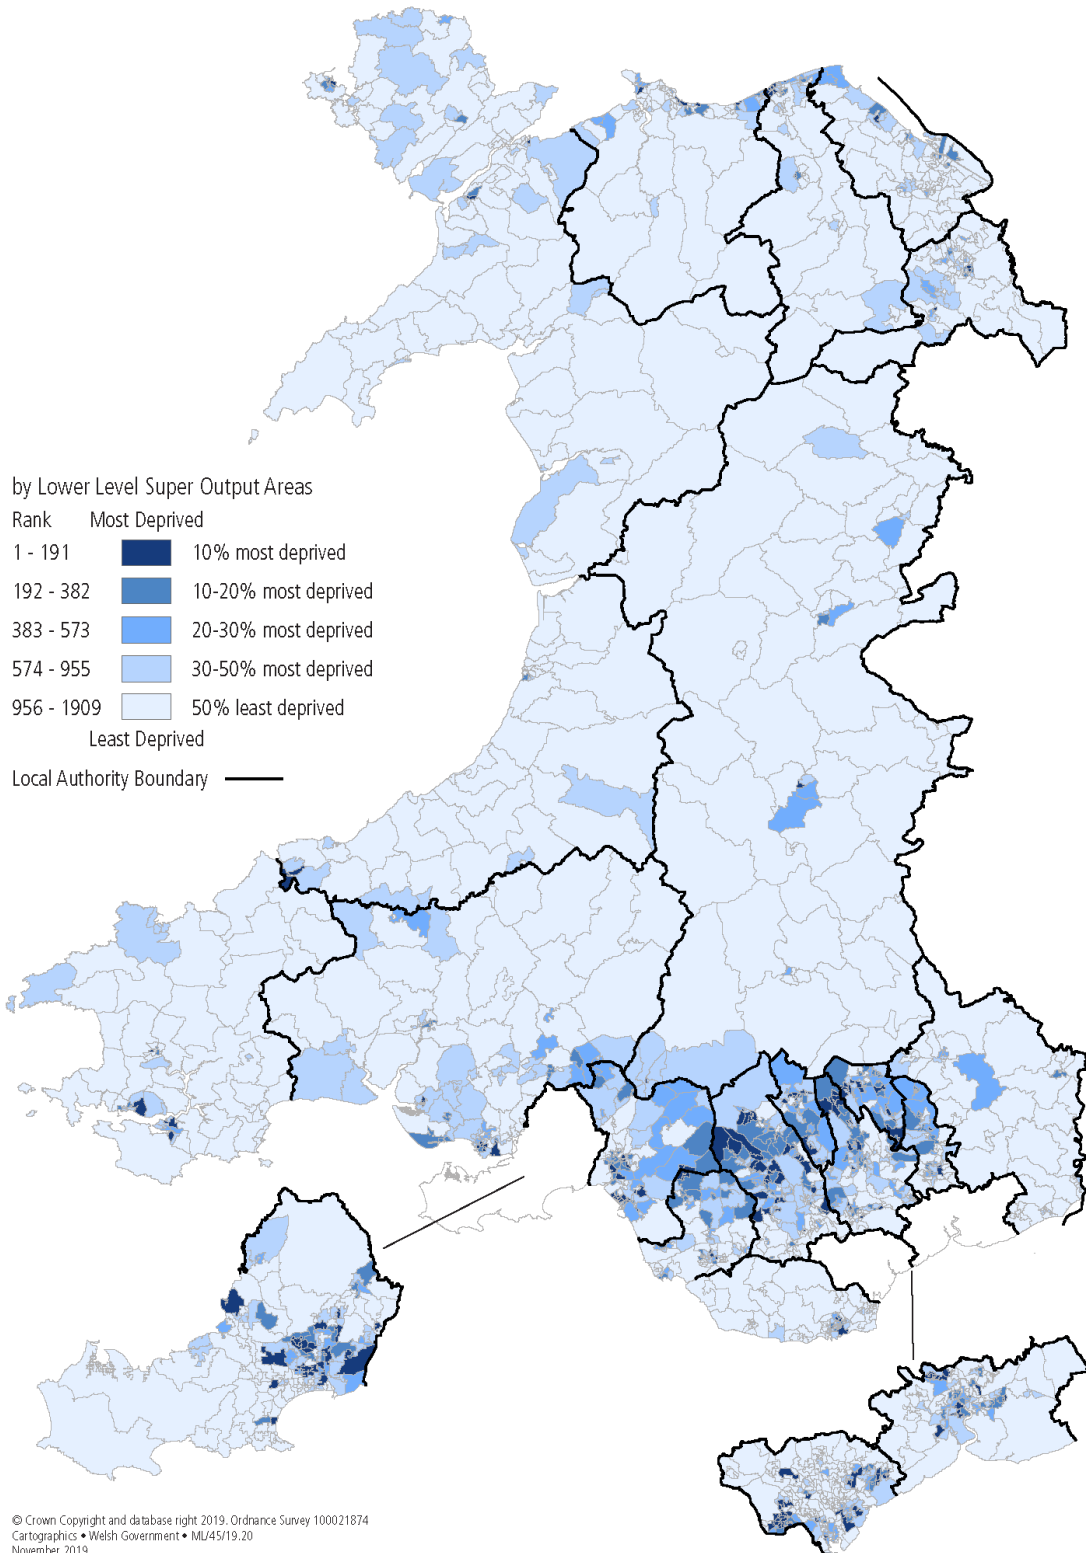 by Lower Level Super Output Areas
Rank Most Deprived
1 - 191 10% most deprived
192 - 382 10-20% most deprived
383 - 573 20-30% most deprived
574 - 955 30-50% most deprived
956 - 1909 50% least deprived
Least Deprived
Local Authority Boundary
© Crown Copyright and database right 2019. Ordnance Survey 100021874
Cartographics ♦ Welsh Government ♦ ML/45/19.20
November 2019